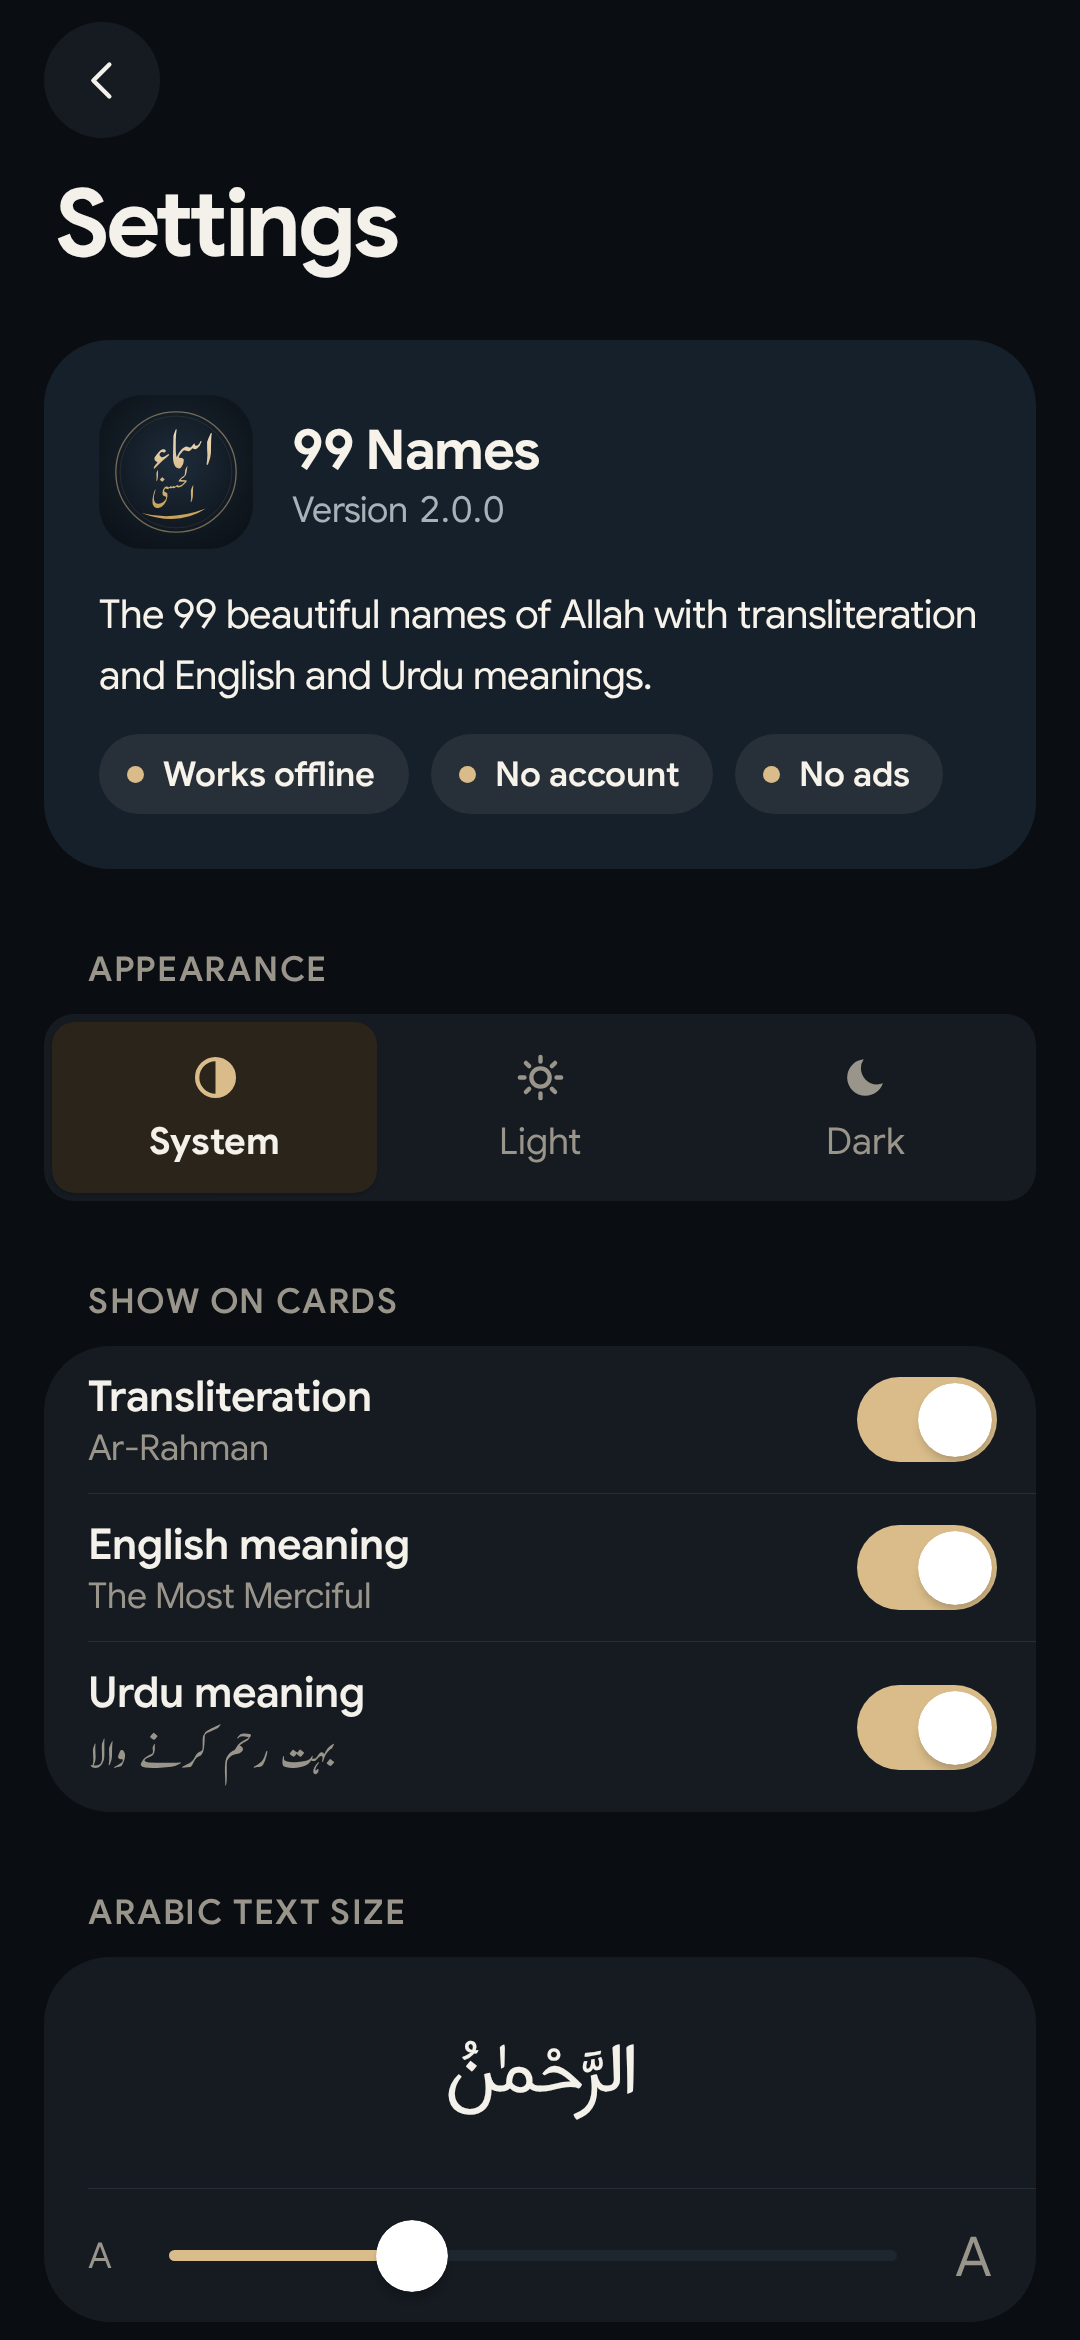 Settings
اسماء
الحسنىٰ
99 Names
Version 2.0.0
The 99 beautiful names of Allah with transliteration
and English and Urdu meanings.
Works offline
No account
No ads
APPEARANCE
System
Light
Dark
SHOW ON CARDS
Transliteration
Ar-Rahman
English meaning
The Most Merciful
Urdu meaning
بہت رحم کرنے والا
ARABIC TEXT SIZE
الرَّحْمٰنُ
A
A